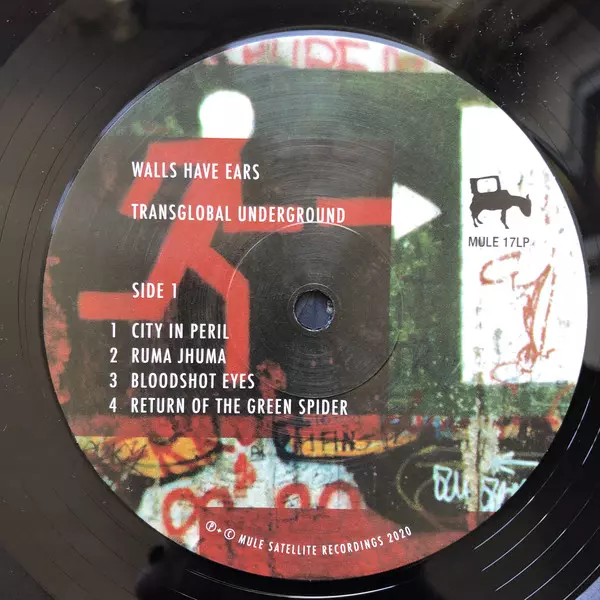 WALLS HAVE EARS
TRANSGLOBAL UNDERGROUND
MULE 17LP
SIDE 1
1 CITY IN PERIL
2 RUMA JHUMA
3 BLOODSHOT EYES
4 RETURN OF THE GREEN SPIDER
℗ + © MULE SATELLITE RECORDINGS 2020